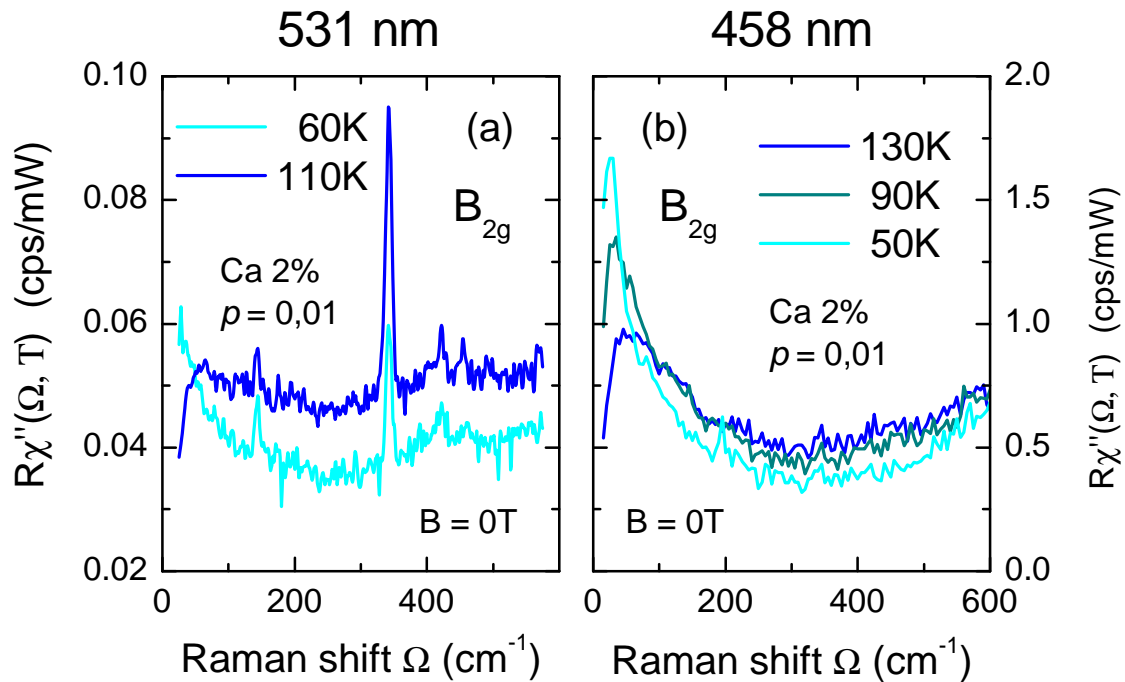 531 nm
458 nm
0.10
0.08
0.06
0.04
0.02
Rχ''(Ω, T) (cps/mW)
60K
110K
(a)
B2g
Ca 2%
p = 0,01
B = 0T
0
200
400
Raman shift Ω (cm-1)
(b)
130K
90K
50K
B2g
Ca 2%
p = 0,01
B = 0T
0
200
400
600
Raman shift Ω (cm-1)
2.0
1.5
1.0
0.5
0.0
Rχ''(Ω, T) (cps/mW)